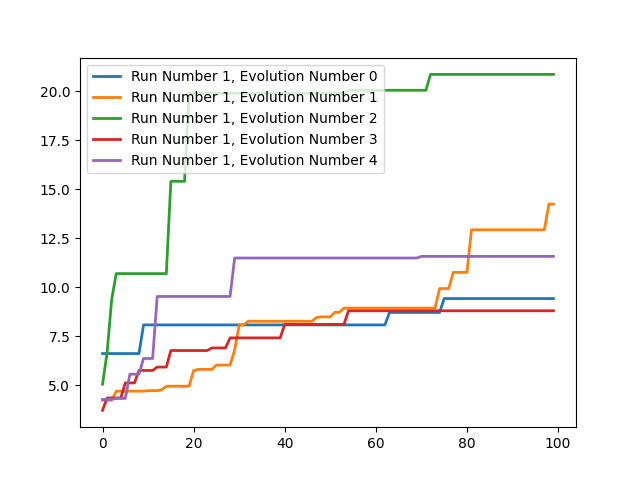 Run Number 1, Evolution Number 0
Run Number 1, Evolution Number 1
Run Number 1, Evolution Number 2
Run Number 1, Evolution Number 3
Run Number 1, Evolution Number 4
20.0
17.5
15.0
12.5
10.0
7.5
5.0
0 20 40 60 80 100